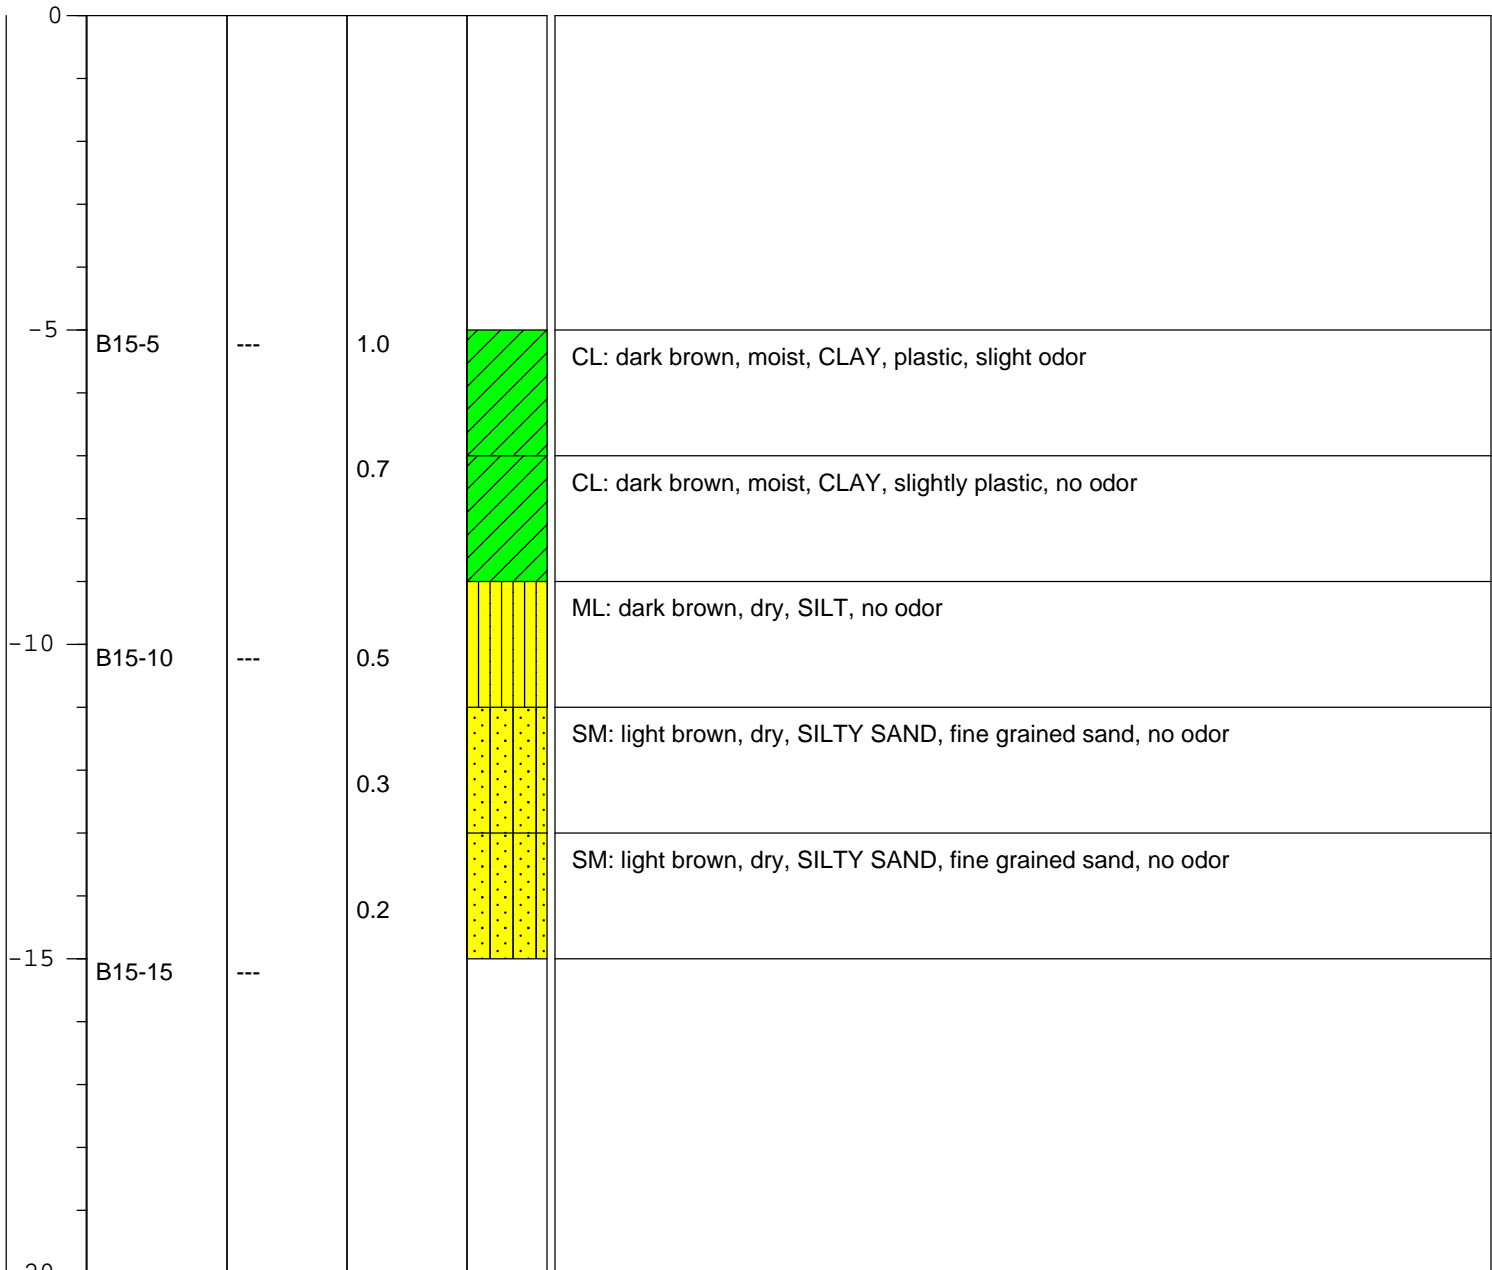 0
-5
B15-5 --- 1.0
CL: dark brown, moist, CLAY, plastic, slight odor
0.7
CL: dark brown, moist, CLAY, slightly plastic, no odor
ML: dark brown, dry, SILT, no odor
-10
B15-10 --- 0.5
SM: light brown, dry, SILTY SAND, fine grained sand, no odor
0.3
SM: light brown, dry, SILTY SAND, fine grained sand, no odor
0.2
-15
B15-15 ---